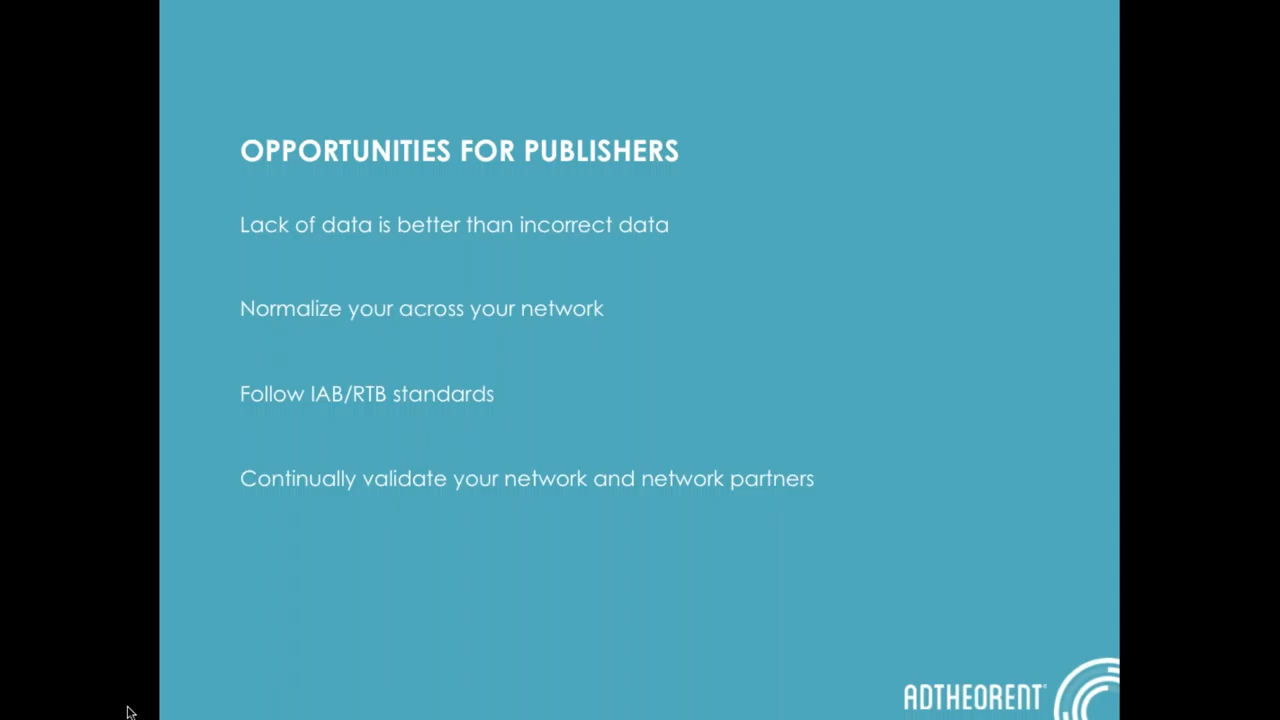 OPPORTUNITIES FOR PUBLISHERS
Lack of data is better than incorrect data
Normalize your across your network
Follow IAB/RTB standards
Continually validate your network and network partners
ADTHEORENT